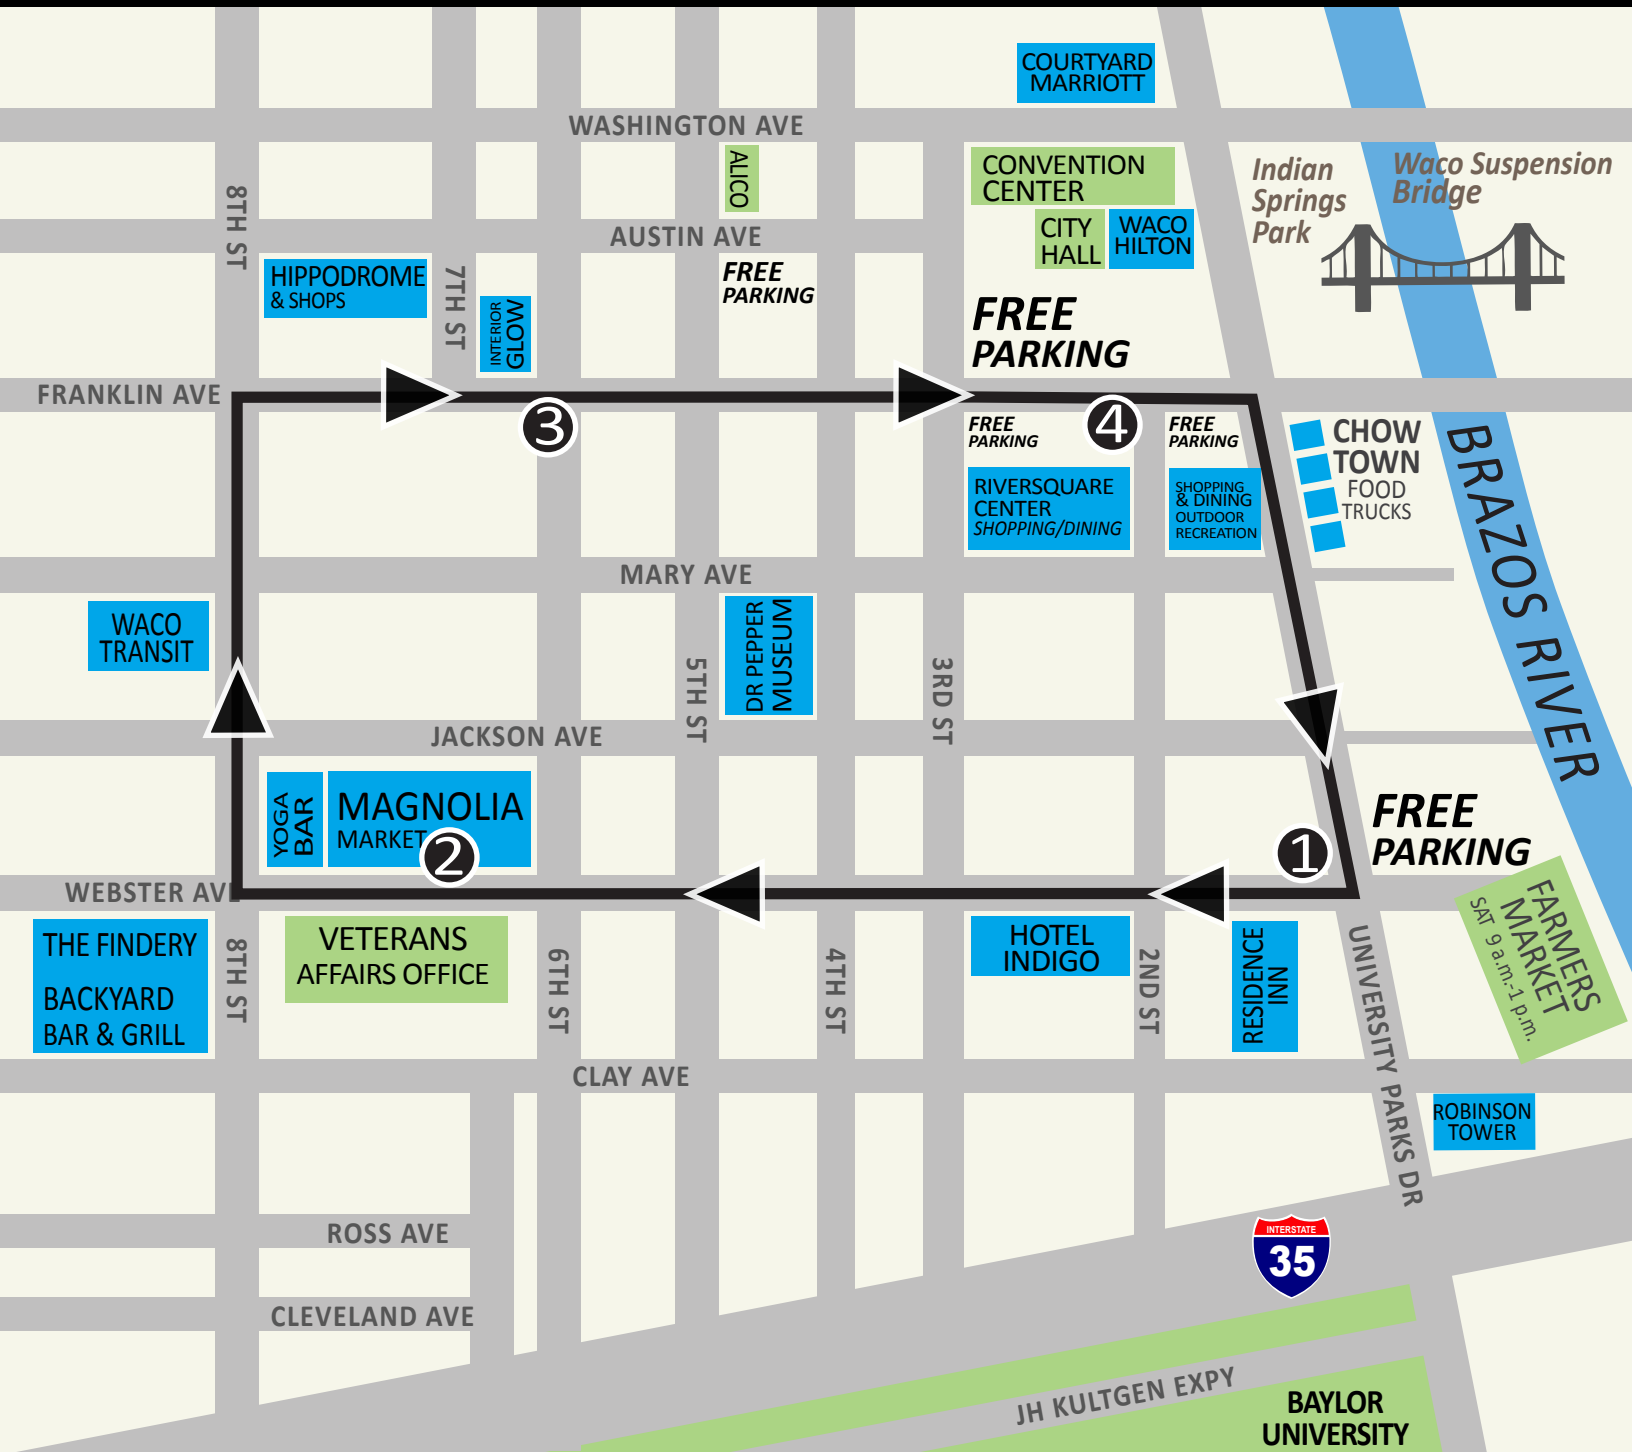 COURTYARD
MARRIOTT
WASHINGTON AVE
ALICO
CONVENTION
CENTER
Indian
Springs
Park
Waco Suspension
Bridge
8TH ST
AUSTIN AVE
CITY
HALL
WACO
HILTON
HIPPODROME
& SHOPS
7TH ST
INTERIOR
GLOW
FREE
PARKING
FREE
PARKING
FRANKLIN AVE
3
4
FREE
PARKING
FREE
PARKING
CHOW
TOWN
FOOD
TRUCKS
BRAZOS RIVER
RIVERSQUARE
CENTER
SHOPPING/DINING
SHOPPING
& DINING
OUTDOOR
RECREATION
MARY AVE
WACO
TRANSIT
DR PEPPER
MUSEUM
5TH ST
3RD ST
JACKSON AVE
YOGA
BAR
MAGNOLIA
MARKET
2
1
FREE
PARKING
WEBSTER AVE
FARMERS
MARKET
SAT 9 a.m.-1 p.m.
THE FINDERY
BACKYARD
BAR & GRILL
8TH ST
VETERANS
AFFAIRS OFFICE
6TH ST
4TH ST
HOTEL
INDIGO
2ND ST
RESIDENCE
INN
UNIVERSITY PARKS DR
CLAY AVE
ROBINSON
TOWER
ROSS AVE
INTERSTATE
35
CLEVELAND AVE
JH KULTGEN EXPY
BAYLOR
UNIVERSITY